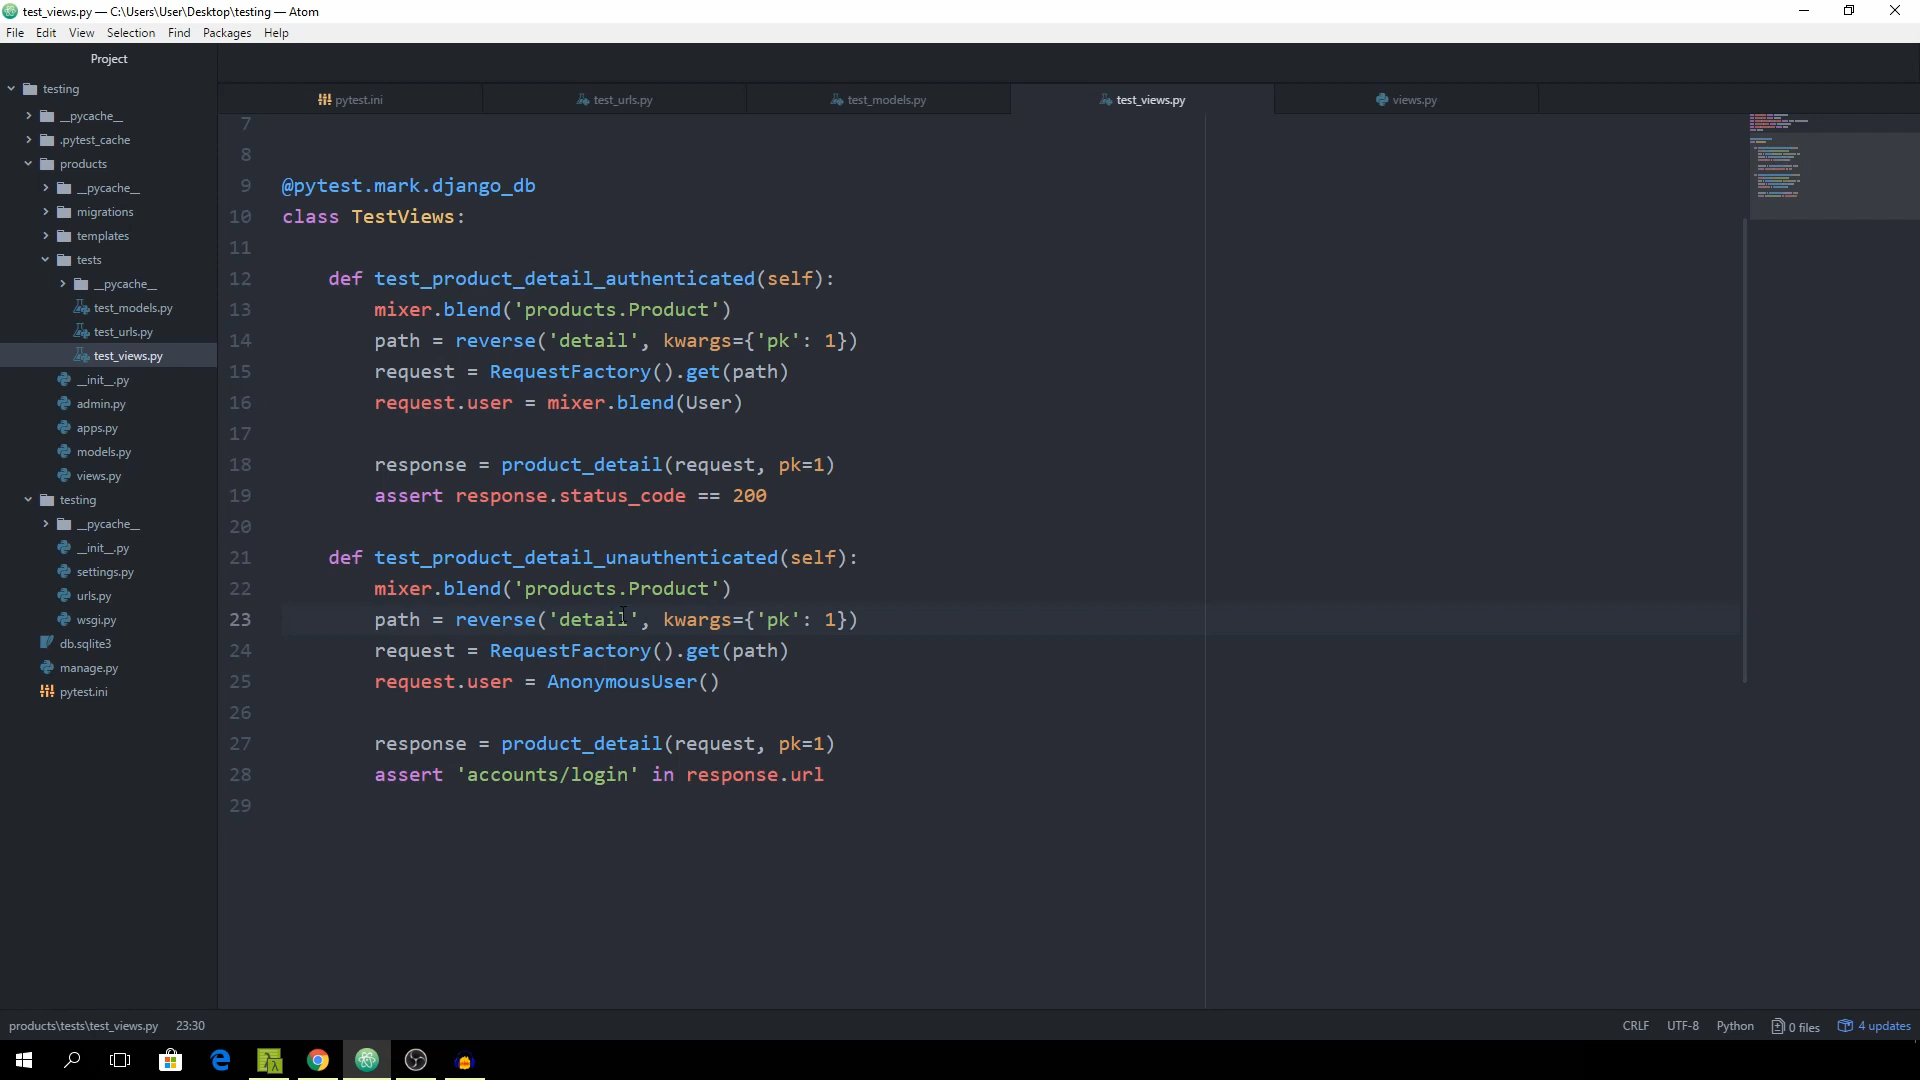 test_views.py — C:\Users\User\Desktop\testing — Atom
File Edit View Selection Find Packages Help
Project
testing
__pycache__
.pytest_cache
products
__pycache__
migrations
templates
tests
__pycache__
test_models.py
test_urls.py
test_views.py
__init__.py
admin.py
apps.py
models.py
views.py
testing
__pycache__
__init__.py
settings.py
urls.py
wsgi.py
db.sqlite3
manage.py
pytest.ini
pytest.ini test_urls.py test_models.py test_views.py views.py
7
8
9 @pytest.mark.django_db
10 class TestViews:
11
12 def test_product_detail_authenticated(self):
13 mixer.blend('products.Product')
14 path = reverse('detail', kwargs={'pk': 1})
15 request = RequestFactory().get(path)
16 request.user = mixer.blend(User)
17
18 response = product_detail(request, pk=1)
19 assert response.status_code == 200
20
21 def test_product_detail_unauthenticated(self):
22 mixer.blend('products.Product')
23 path = reverse('detail', kwargs={'pk': 1})
24 request = RequestFactory().get(path)
25 request.user = AnonymousUser()
26
27 response = product_detail(request, pk=1)
28 assert 'accounts/login' in response.url
29
products\tests\test_views.py 23:30 CRLF UTF-8 Python 0 files 4 updates